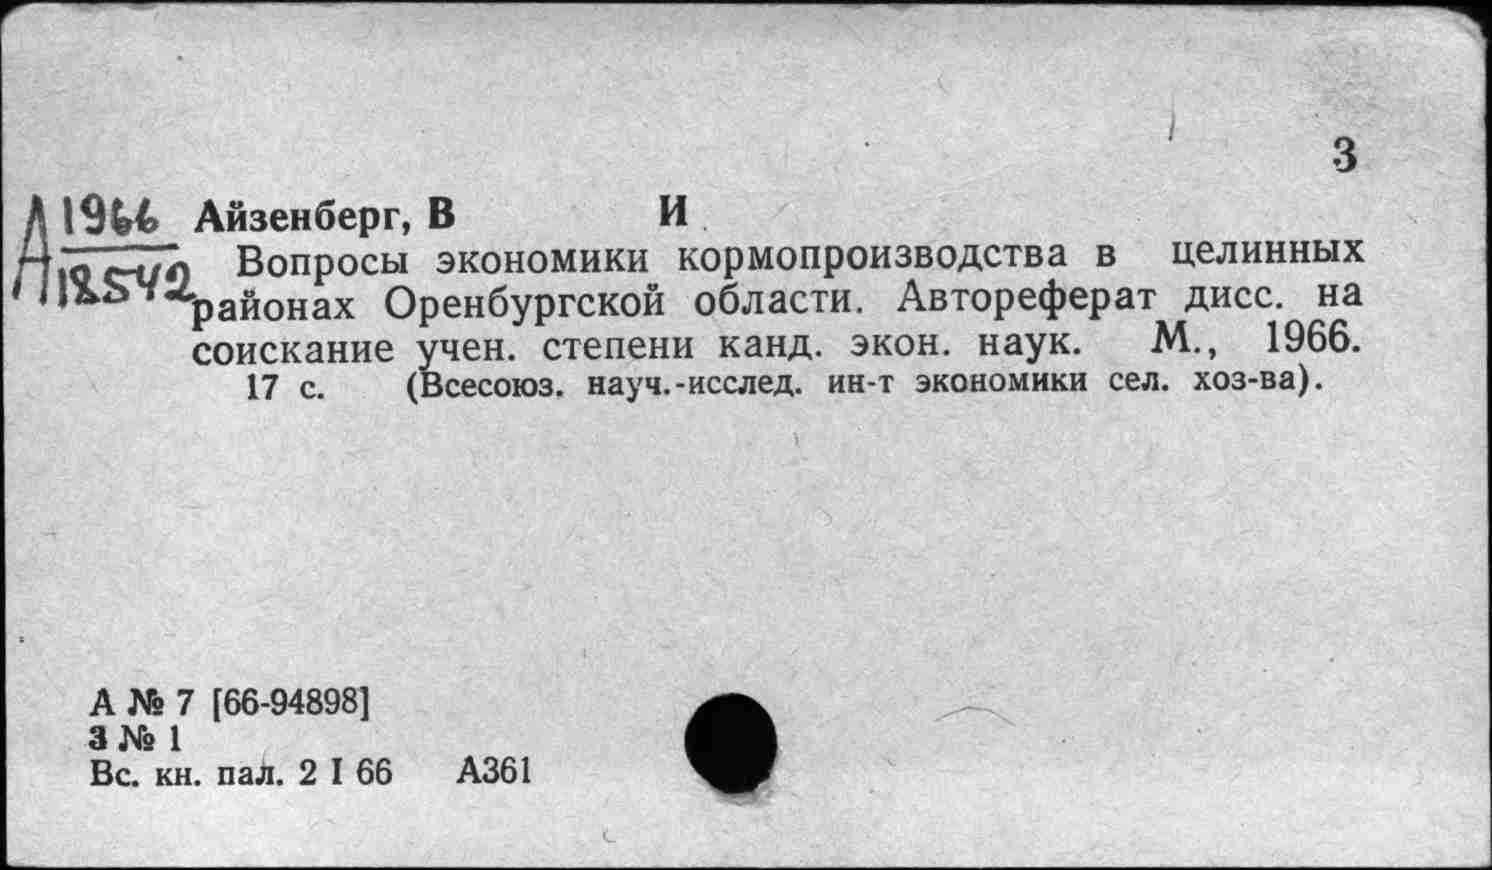 З
А 1966 Айзенберг, В И
Вопросы экономики кормопроизводства в целинных
12542
районах Оренбургской области. Автореферат дисс. на
соискание учен. степени канд. экон. наук. М., 1966.
17 с. (Всесоюз. науч.-исслед. ин-т экономики сел. хоз-ва).
А № 7 [66-94898]
З № 1
Вс. кн. пал. 2 I 66 А361